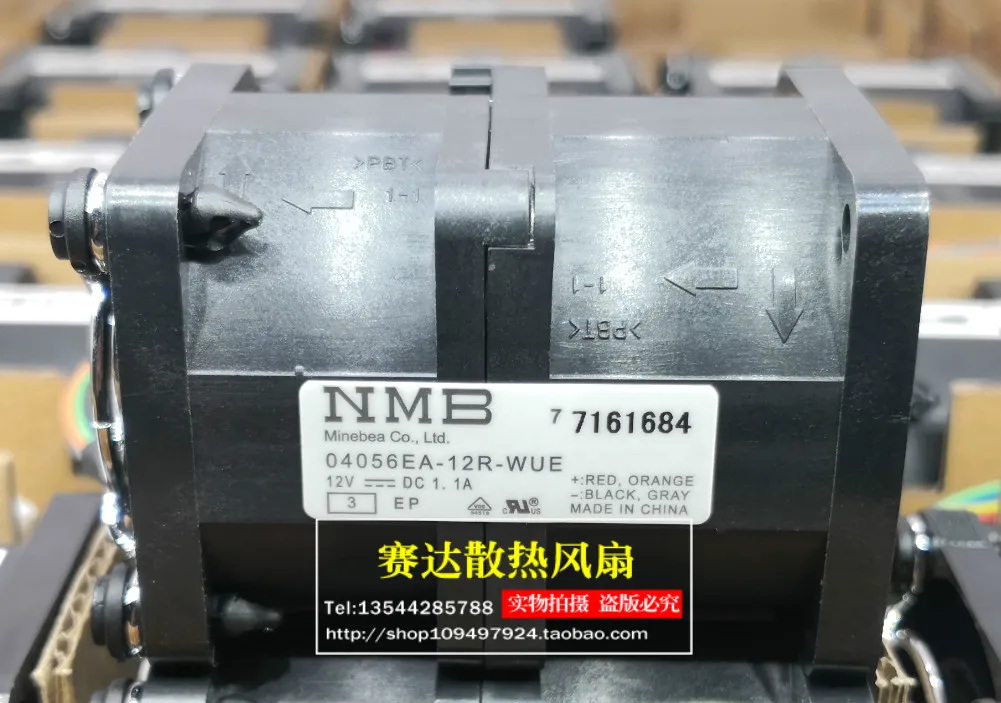 >PBT<
1-1
1-1
>PBT<
NMB
7 7161684
Minebea Co., Ltd.
04056EA-12R-WUE
12V DC 1.1A
+:RED, ORANGE
3 EP
-:BLACK, GRAY
MADE IN CHINA
c RU ® US
赛达散热风扇
Tel:13544285788 实物拍摄 盗版必究
http://shop109497924.taobao.com